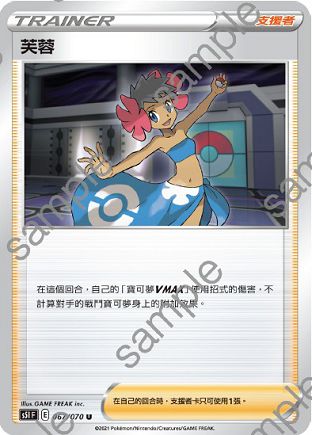 TRAINER 支援者
芙蓉
sample
sample
sample
在這個回合，自己的「寶可夢VMAX」使用招式的傷害，不
計算對手的戰鬥寶可夢身上的附加效果。
sample
sample
Illus. GAME FREAK inc.
S5I F E 067/070 U
在自己的回合時，支援者卡只可使用1張。
©2021 Pokémon/Nintendo/Creatures/GAME FREAK.